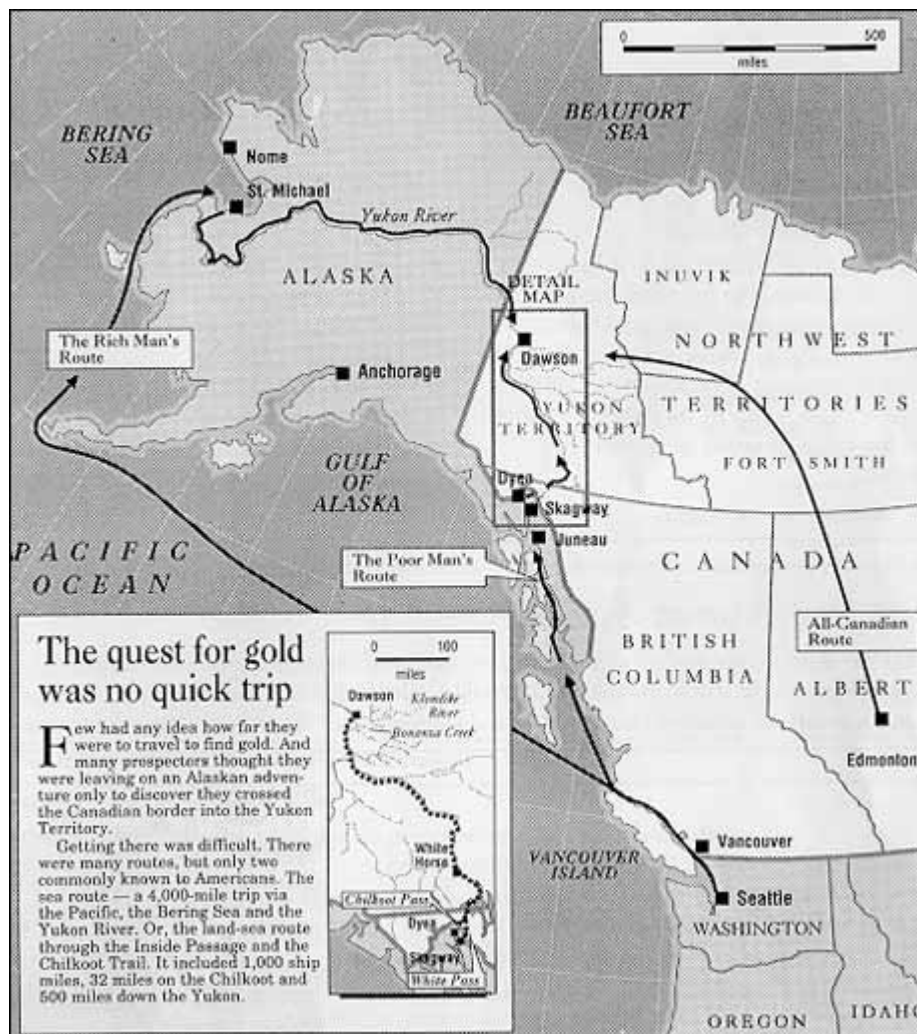 0 500
miles
BERING
SEA
BEAUFORT
SEA
Nome
St. Michael
Yukon River
ALASKA
DETAIL
MAP
INUVIK
The Rich Man's
Route
NORTHWEST
Dawson
Anchorage
YUKON
TERRITORY
TERRITORIES
FORT SMITH
GULF
OF
ALASKA
Dyea
Skagway
Juneau
PACIFIC
OCEAN
The Poor Man's
Route
CANADA
All-Canadian
Route
BRITISH
COLUMBIA
ALBERT
Edmonton
The quest for gold
was no quick trip
Few had any idea how far they
were to travel to find gold. And
many prospectors thought they
were leaving on an Alaskan adven-
ture only to discover they crossed
the Canadian border into the Yukon
Territory.
Getting there was difficult. There
were many routes, but only two
commonly known to Americans. The
sea route — a 4,000-mile trip via
the Pacific, the Bering Sea and the
Yukon River. Or, the land-sea route
through the Inside Passage and the
Chilkoot Trail. It included 1,000 ship
miles, 32 miles on the Chilkoot and
500 miles down the Yukon.
0 100
miles
Dawson
Klondike
River
Bonanza Creek
White
Horse
Chilkoot Pass
Dyea
Skagway
White Pass
VANCOUVER
ISLAND
Vancouver
Seattle
WASHINGTON
OREGON
IDAHO